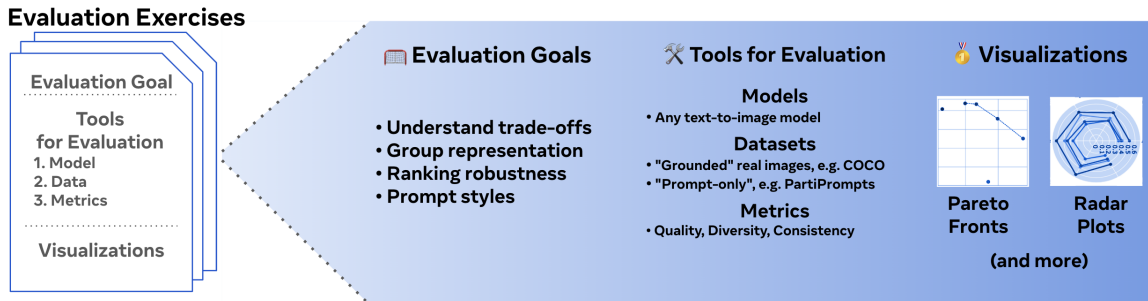 Evaluation Exercises
Evaluation Goal
Tools
for Evaluation
1. Model
2. Data
3. Metrics
Visualizations
Evaluation Goals
• Understand trade-offs
• Group representation
• Ranking robustness
• Prompt styles
Tools for Evaluation
Models
• Any text-to-image model
Datasets
• "Grounded" real images, e.g. COCO
• "Prompt-only", e.g. PartiPrompts
Metrics
• Quality, Diversity, Consistency
Visualizations
Pareto
Fronts
Radar
Plots
(and more)